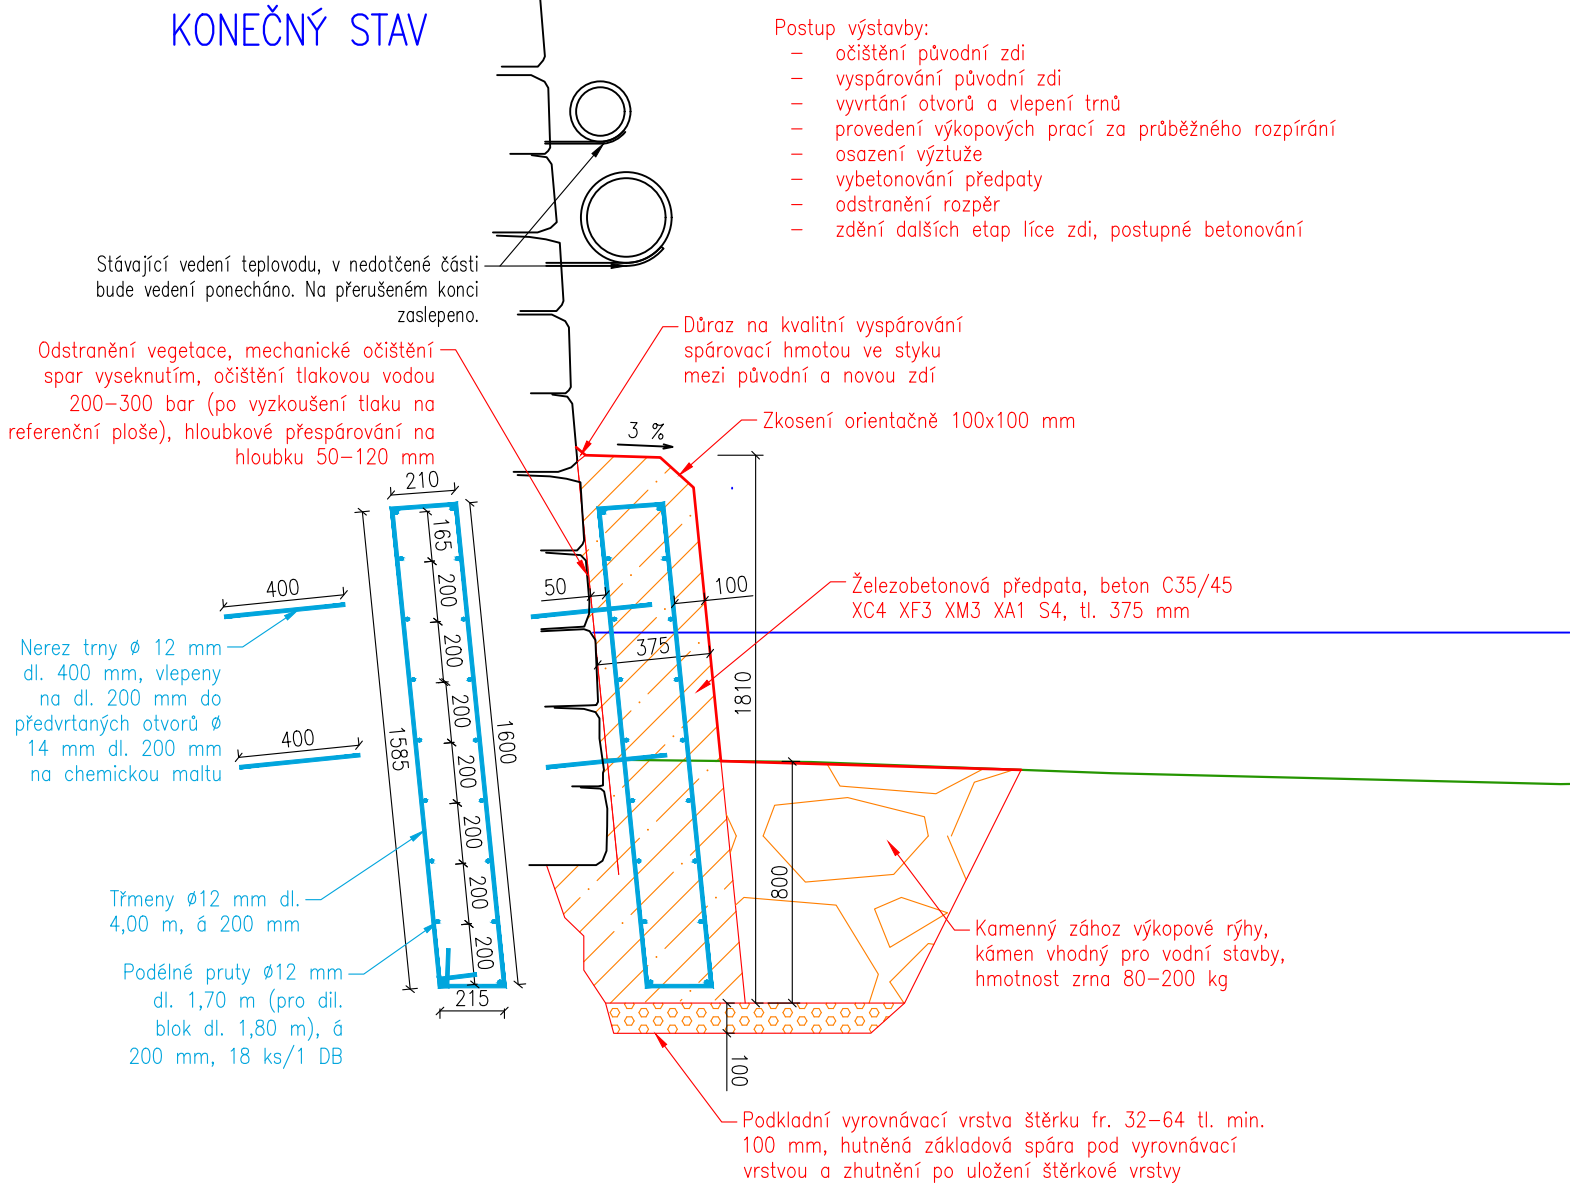 KONEČNÝ STAV
Postup výstavby:
– očištění původní zdi
– vyspárování původní zdi
– vyvrtání otvorů a vlepení trnů
– provedení výkopových prací za průběžného rozpírání
– osazení výztuže
– vybetonování předpaty
– odstranění rozpěr
– zdění dalších etap líce zdi, postupné betonování
Stávající vedení teplovodu, v nedotčené části
bude vedení ponecháno. Na přerušeném konci
zaslepeno.
Důraz na kvalitní vyspárování
spárovací hmotou ve styku
mezi původní a novou zdí
Odstranění vegetace, mechanické očištění
spar vyseknutím, očištění tlakovou vodou
200–300 bar (po vyzkoušení tlaku na
referenční ploše), hloubkové přespárování na
hloubku 50–120 mm
Zkosení orientačně 100x100 mm
3 %
210
165
200
200
200
200
200
200
200
1585
1600
215
400
400
50
100
375
1810
800
100
Železobetonová předpata, beton C35/45
XC4 XF3 XM3 XA1 S4, tl. 375 mm
Nerez trny Ø 12 mm
dl. 400 mm, vlepeny
na dl. 200 mm do
předvrtaných otvorů Ø
14 mm dl. 200 mm
na chemickou maltu
Třmeny Ø12 mm dl.
4,00 m, á 200 mm
Podélné pruty Ø12 mm
dl. 1,70 m (pro dil.
blok dl. 1,80 m), á
200 mm, 18 ks/1 DB
Kamenný zához výkopové rýhy,
kámen vhodný pro vodní stavby,
hmotnost zrna 80–200 kg
Podkladní vyrovnávací vrstva štěrku fr. 32–64 tl. min.
100 mm, hutněná základová spára pod vyrovnávací
vrstvou a zhutnění po uložení štěrkové vrstvy